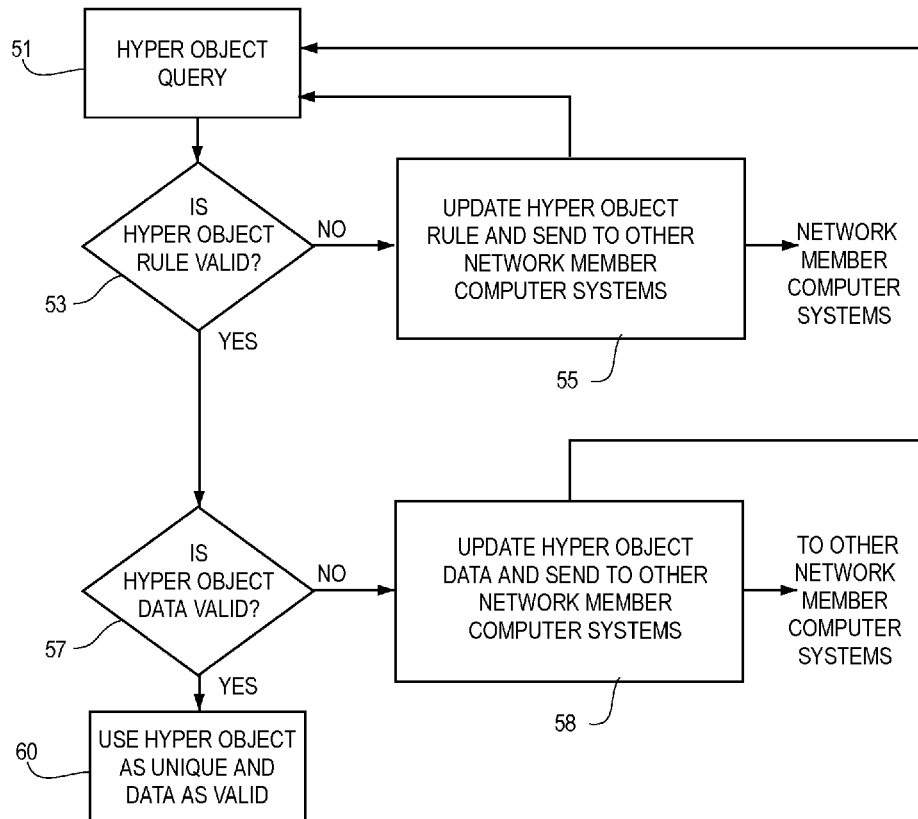 51
HYPER OBJECT
QUERY
IS
HYPER OBJECT
RULE VALID?
53
NO
YES
UPDATE HYPER OBJECT
RULE AND SEND TO OTHER
NETWORK MEMBER
COMPUTER SYSTEMS
55
NETWORK
MEMBER
COMPUTER
SYSTEMS
IS
HYPER OBJECT
DATA VALID?
57
NO
YES
UPDATE HYPER OBJECT
DATA AND SEND TO OTHER
NETWORK MEMBER
COMPUTER SYSTEMS
58
TO OTHER
NETWORK
MEMBER
COMPUTER
SYSTEMS
60
USE HYPER OBJECT
AS UNIQUE AND
DATA AS VALID